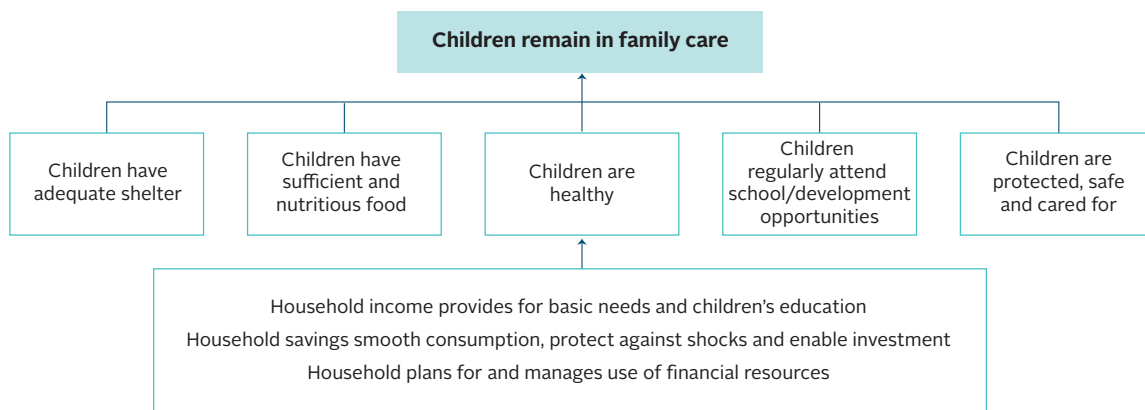 Children remain in family care
Children have
adequate shelter
Children have
sufficient and
nutritious food
Children are
healthy
Children
regularly attend
school/development
opportunities
Children are
protected, safe
and cared for
Household income provides for basic needs and children’s education
Household savings smooth consumption, protect against shocks and enable investment
Household plans for and manages use of financial resources